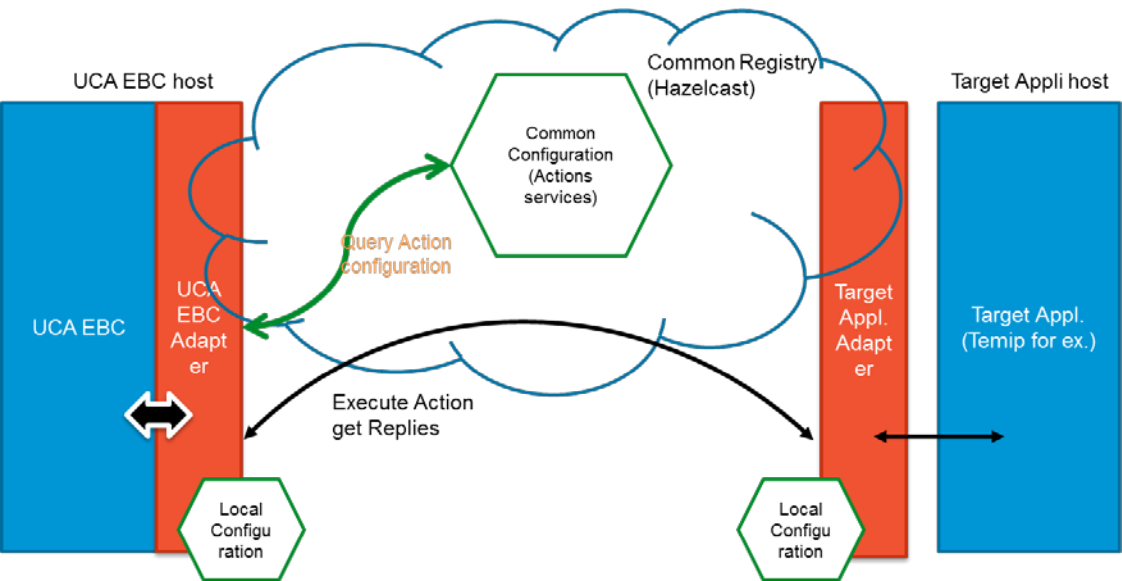 UCA EBC host
Common Registry
(Hazelcast)
Target Appli host
Common
Configuration
(Actions
services)
Query Action
configuration
UCA EBC
UCA
EBC
Adapt
er
Target
Appl.
Adapt
er
Target Appl.
(Temip for ex.)
Execute Action
get Replies
Local
Configu
ration
Local
Configu
ration